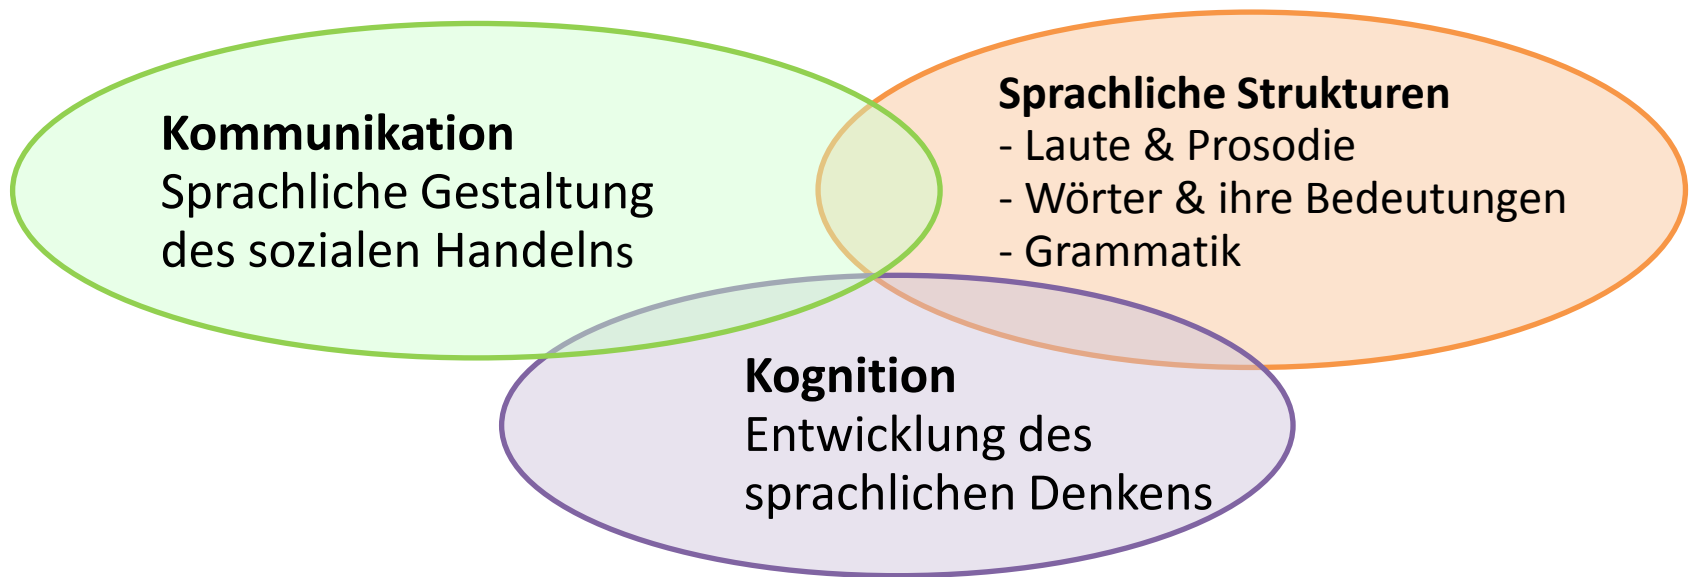 Kommunikation
Sprachliche Gestaltung
des sozialen Handelns
Sprachliche Strukturen
- Laute & Prosodie
- Wörter & ihre Bedeutungen
- Grammatik
Kognition
Entwicklung des
sprachlichen Denkens